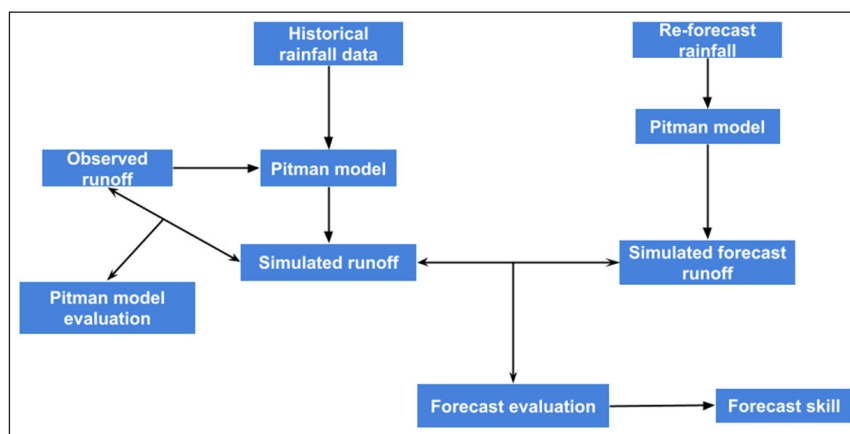 Historical
rainfall data
Re-forecast
rainfall
Pitman model
Observed
runoff
Pitman model
Simulated runoff
Simulated forecast
runoff
Pitman model
evaluation
Forecast evaluation
Forecast skill